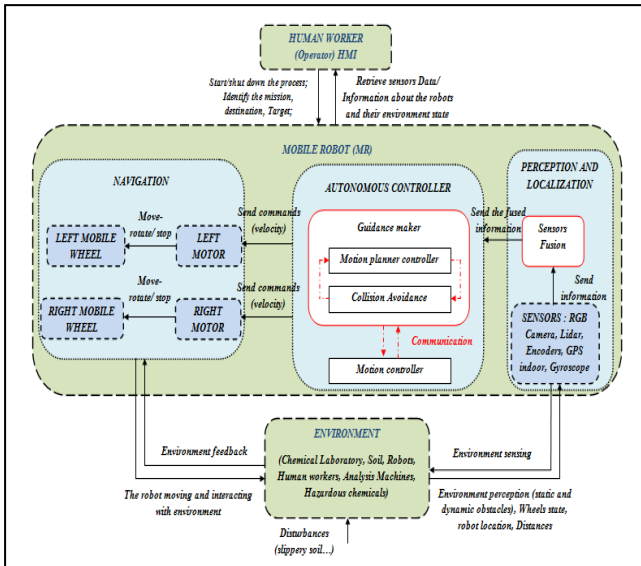 HUMAN WORKER
(Operator) HMI
Start/shut down the process;
Identify the mission,
destination, Target;
Retrieve sensors Data/
Information about the robots
and their environment state
MOBILE ROBOT (MR)
NAVIGATION
LEFT MOBILE
WHEEL
Move-
rotate/ stop
LEFT
MOTOR
Send commands
(velocity)
RIGHT MOBILE
WHEEL
Move-
rotate/ stop
RIGHT
MOTOR
Send commands
(velocity)
AUTONOMOUS CONTROLLER
Guidance maker
Motion planner controller
Collision Avoidance
Communication
Motion controller
PERCEPTION AND
LOCALIZATION
Send the fused
information
Sensors
Fusion
Send
information
SENSORS : RGB
Camera, Lidar,
Encoders, GPS
indoor, Gyroscope
Environment feedback
The robot moving and interacting
with environment
ENVIRONMENT
(Chemical Laboratory, Soil, Robots,
Human workers, Analysis Machines,
Hazardous chemicals)
Environment sensing
Environment perception (static and
dynamic obstacles), Wheels state,
robot location, Distances
Disturbances
(slippery soil...)